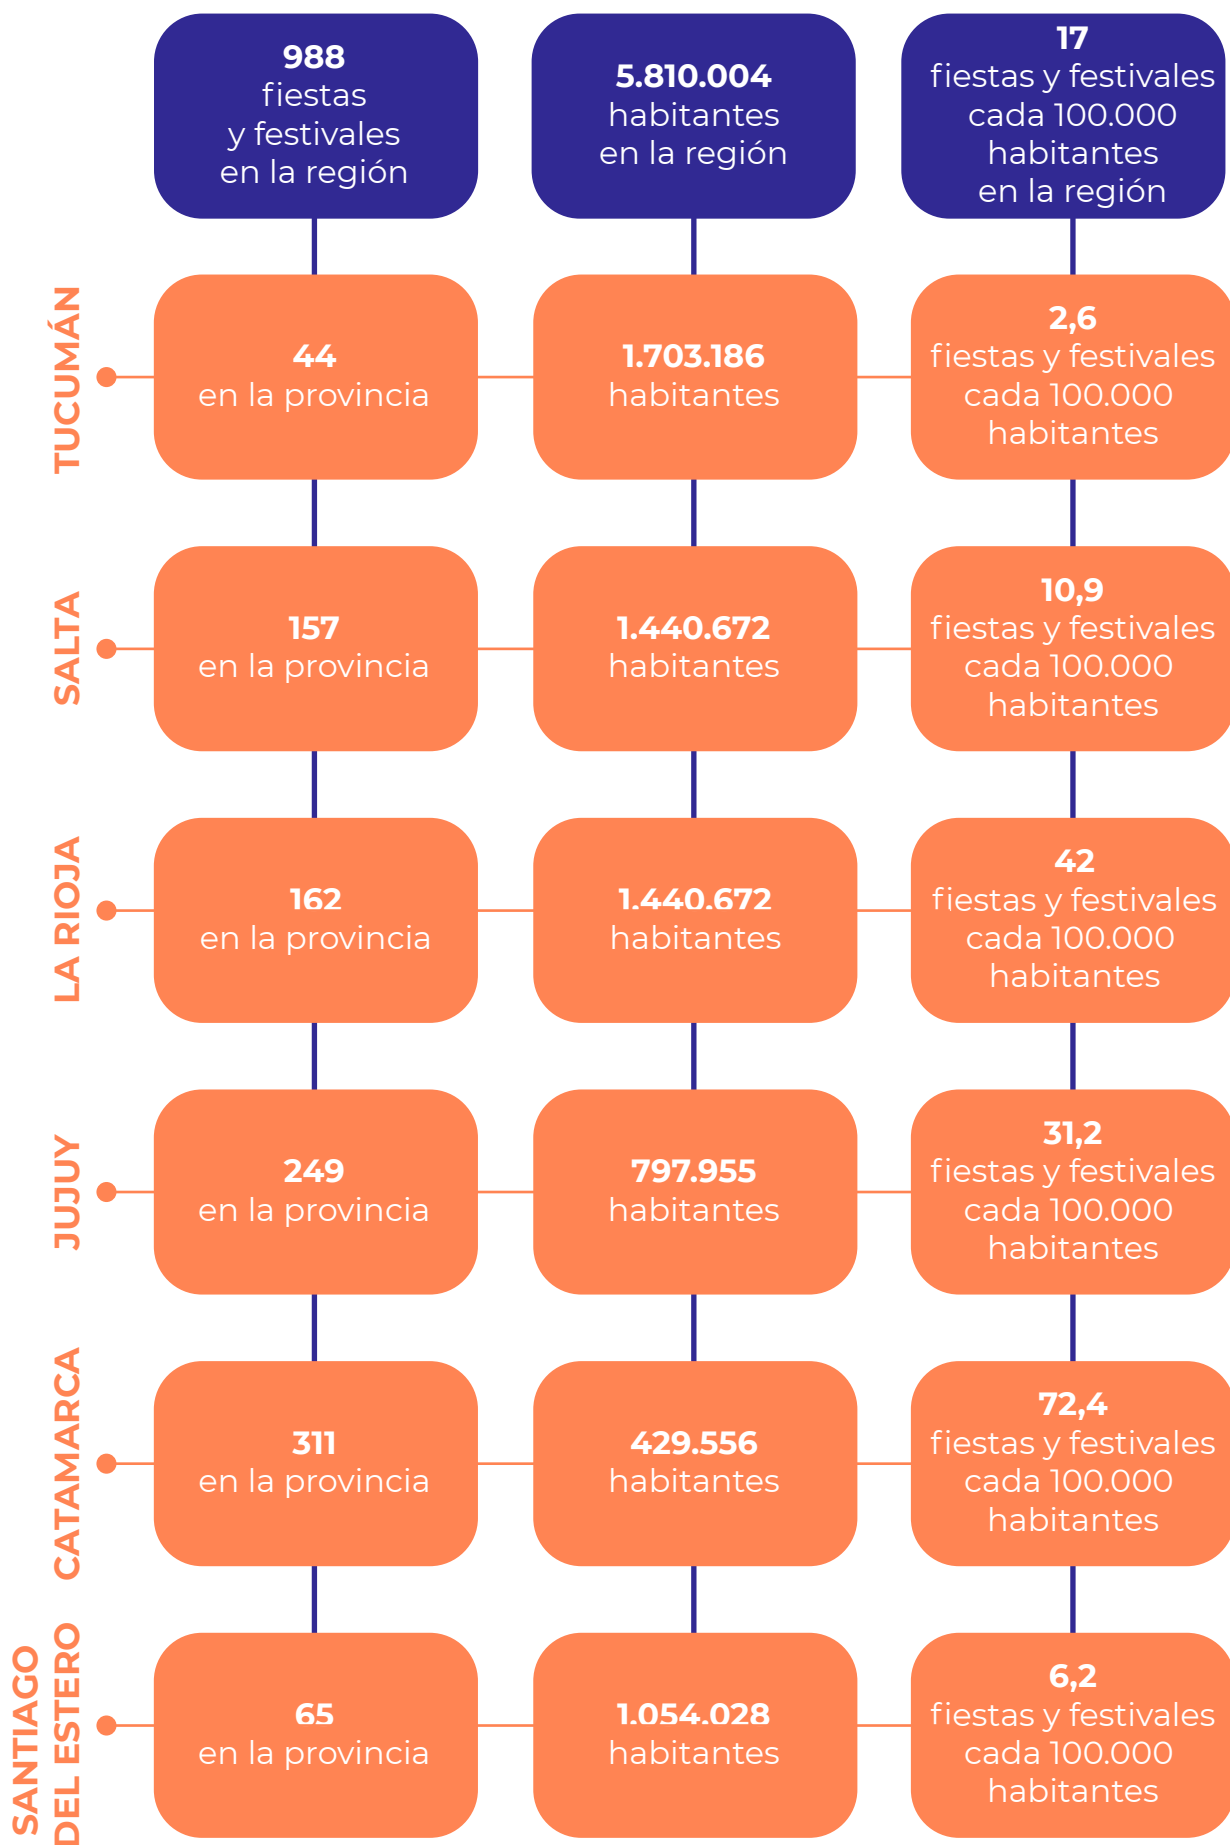 988
fiestas
y festivales
en la región
5.810.004
habitantes
en la región
17
fiestas y festivales
cada 100.000
habitantes
en la región
TUCUMÁN
44
en la provincia
1.703.186
habitantes
2,6
fiestas y festivales
cada 100.000
habitantes
SALTA
157
en la provincia
1.440.672
habitantes
10,9
fiestas y festivales
cada 100.000
habitantes
LA RIOJA
162
en la provincia
1.440.672
habitantes
42
fiestas y festivales
cada 100.000
habitantes
JUJUY
249
en la provincia
797.955
habitantes
31,2
fiestas y festivales
cada 100.000
habitantes
CATAMARCA
311
en la provincia
429.556
habitantes
72,4
fiestas y festivales
cada 100.000
habitantes
SANTIAGO
DEL ESTERO
65
en la provincia
1.054.028
habitantes
6,2
fiestas y festivales
cada 100.000
habitantes